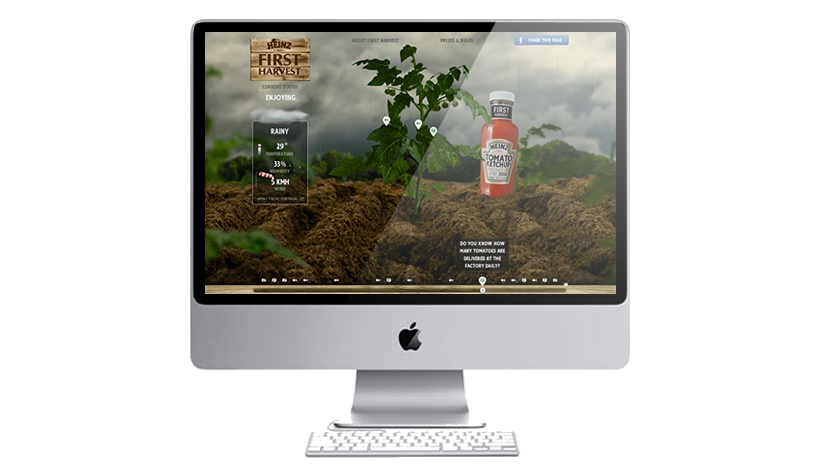 HEINZ
FIRST
HARVEST
ABOUT FIRST HARVEST
PRIZES & RULES
f SHARE THIS PAGE
CURRENT STATUS
ENJOYING
RAINY
29°
TEMPERATURE
33%
HUMIDITY
5 KMH
WIND
FIRST
HARVEST
HEINZ
TOMATO
KETCHUP
DO YOU KNOW HOW
MANY TOMATOES ARE
DELIVERED AT THE
FACTORY DAILY?